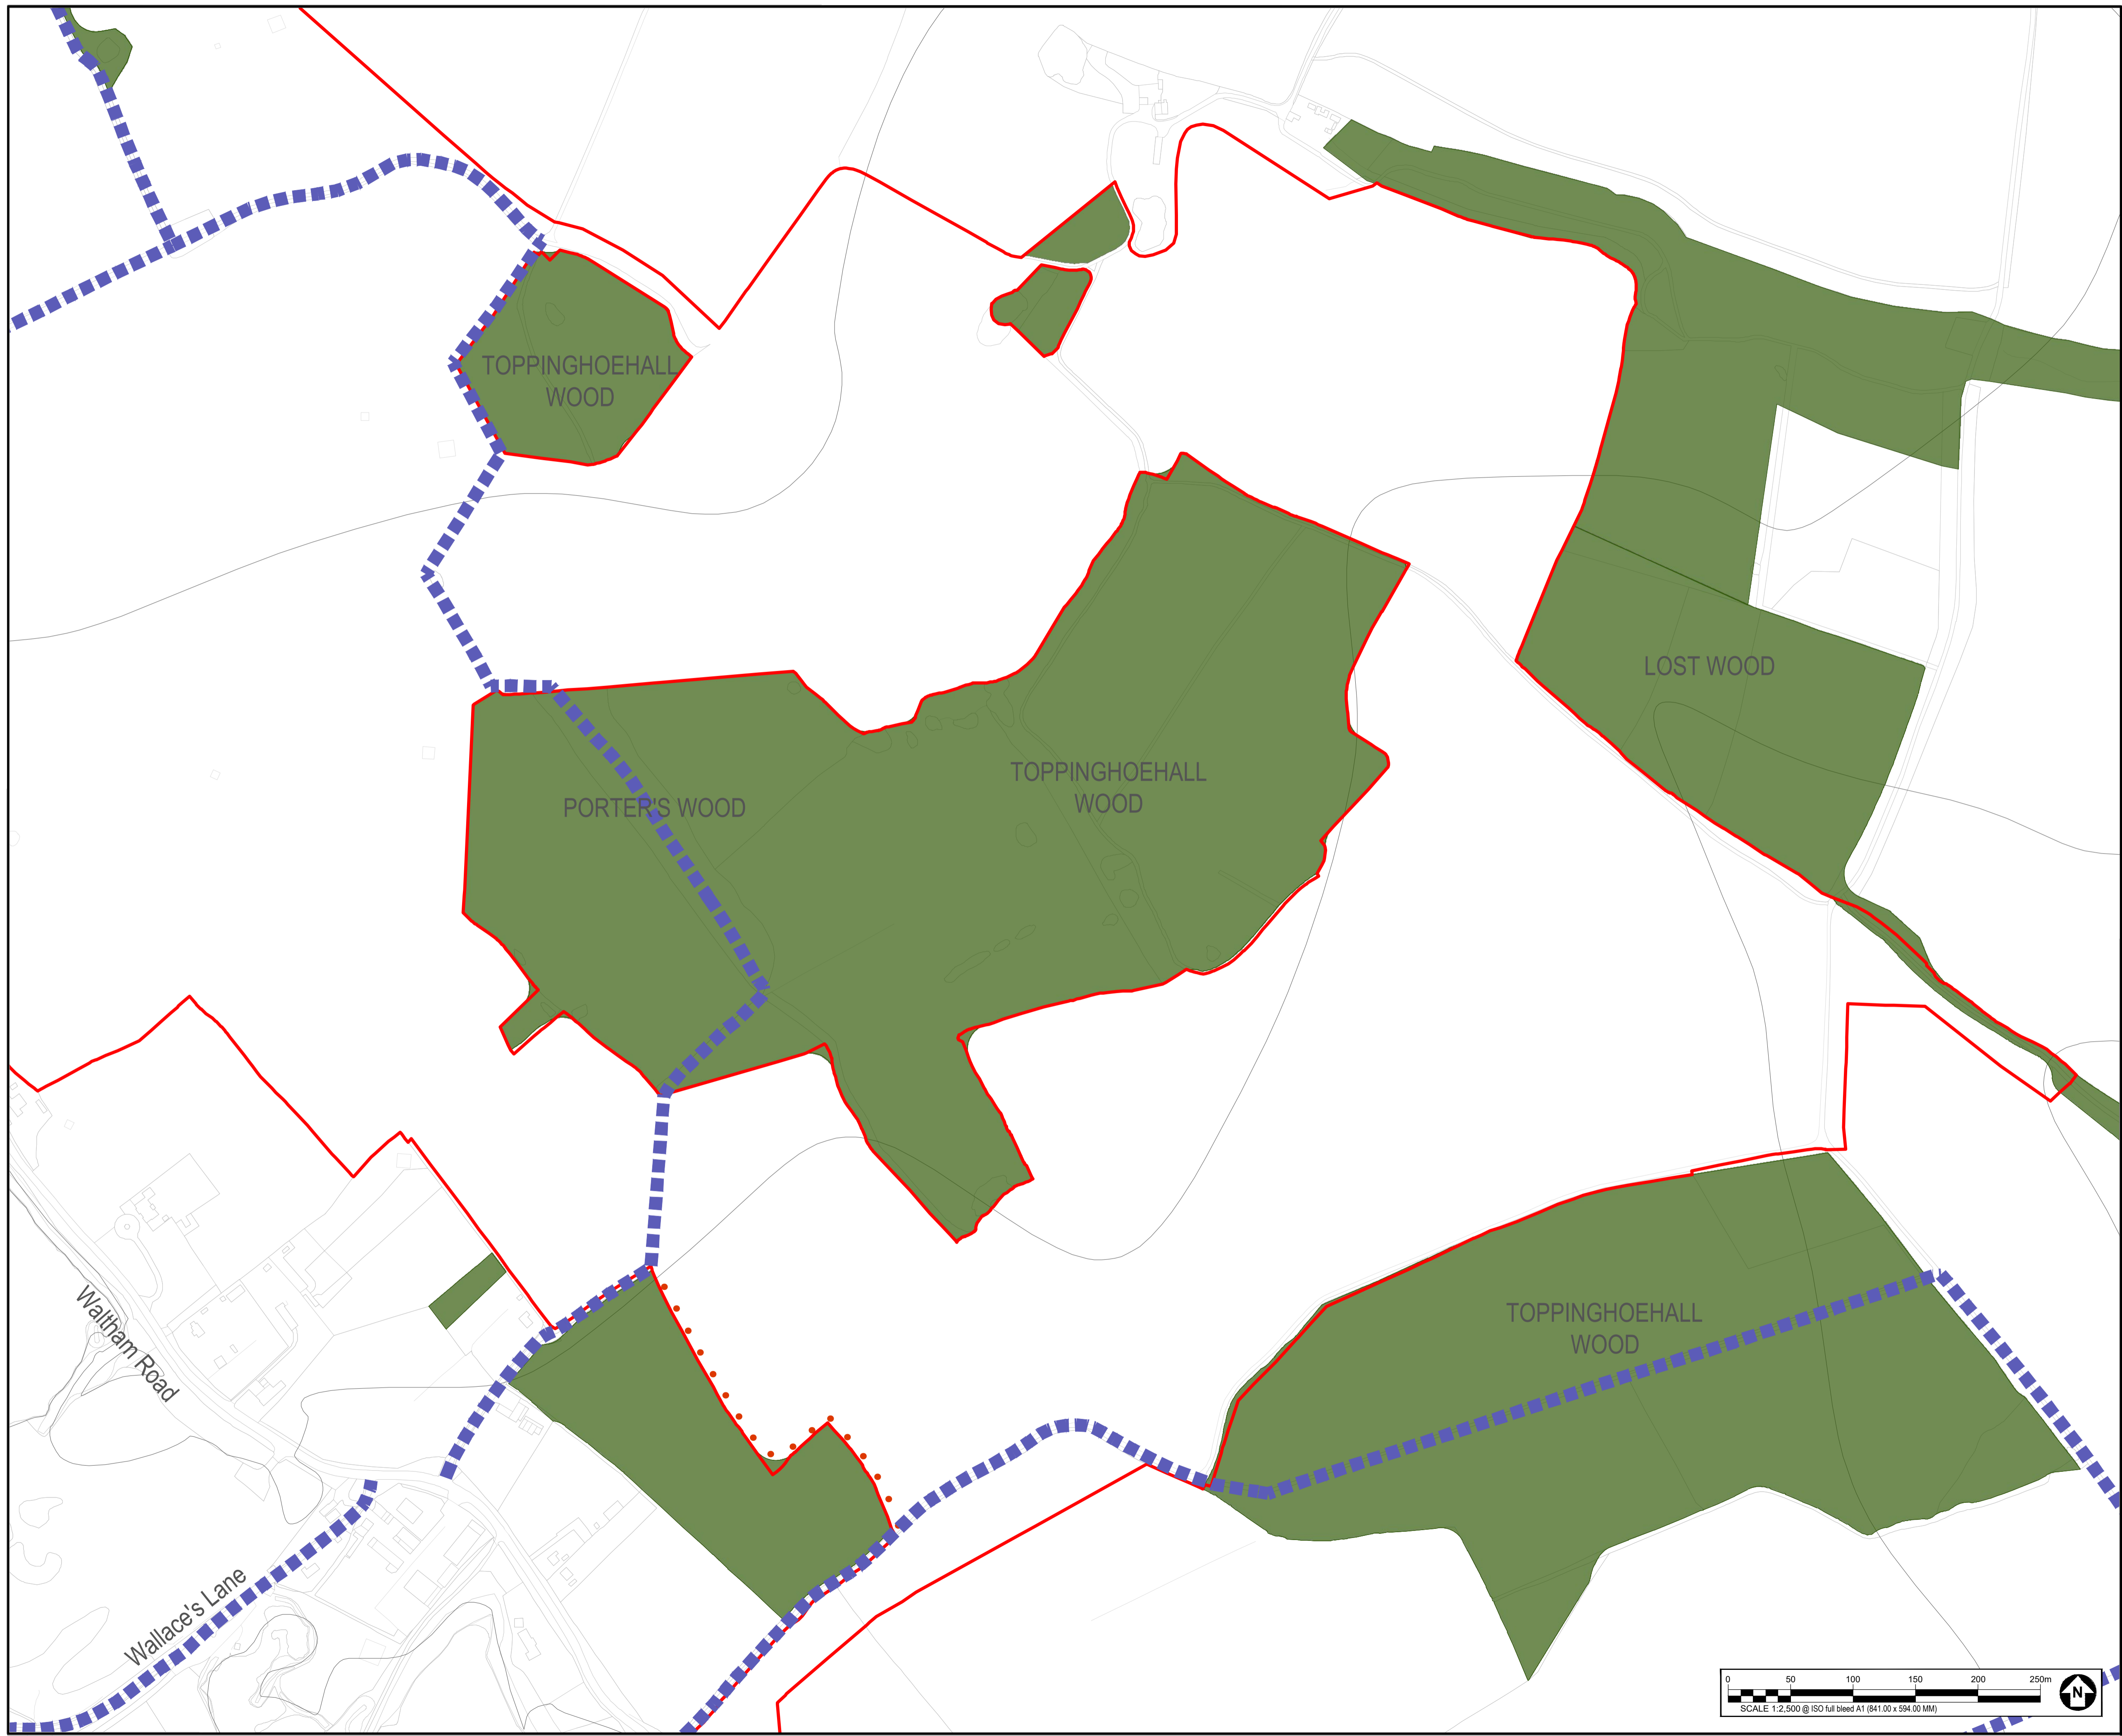 TOPPINGHOEHALL
WOOD
LOST WOOD
TOPPINGHOEHALL
WOOD
PORTER'S WOOD
TOPPINGHOEHALL
WOOD
Waltham Road
Wallace's Lane
0 50 100 150 200 250m
SCALE 1:2,500 @ ISO full bleed A1 (841.00 x 594.00 MM)
N